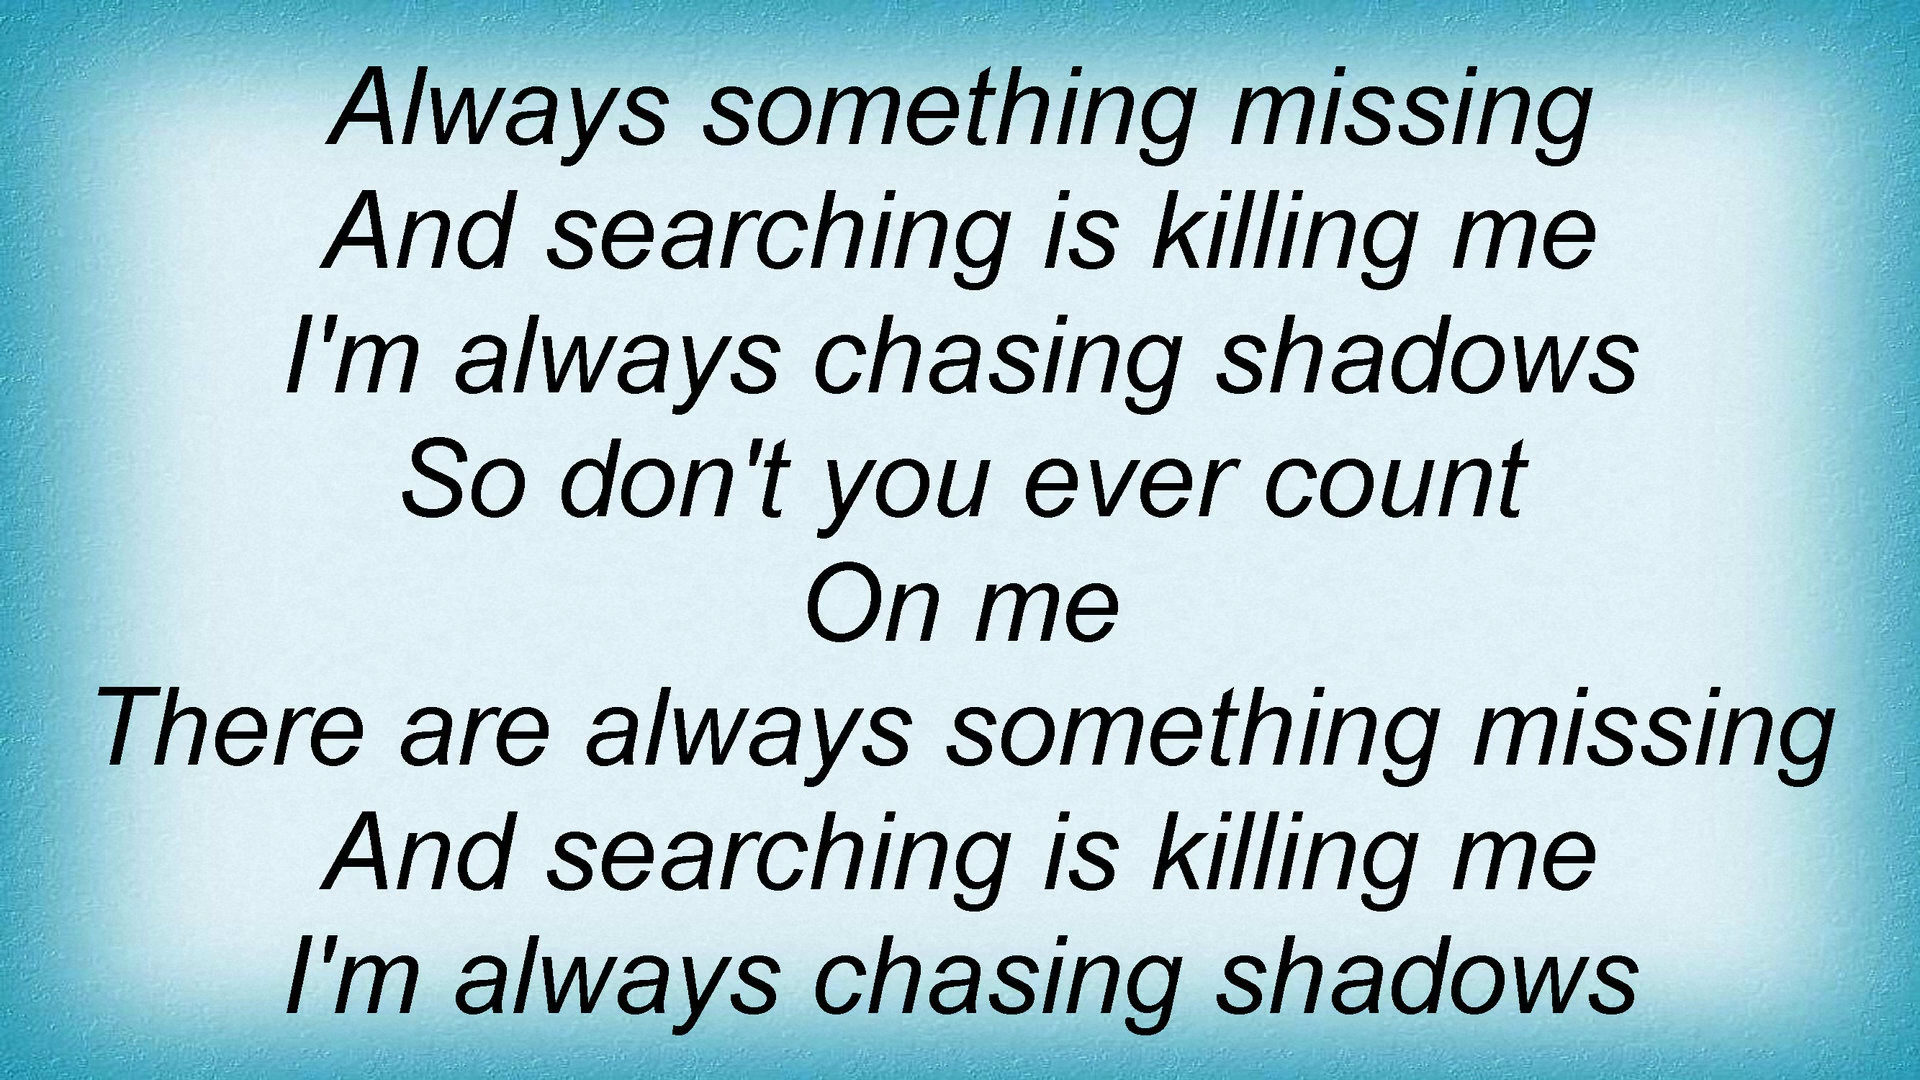 Always something missing
And searching is killing me
I'm always chasing shadows
So don't you ever count
On me
There are always something missing
And searching is killing me
I'm always chasing shadows